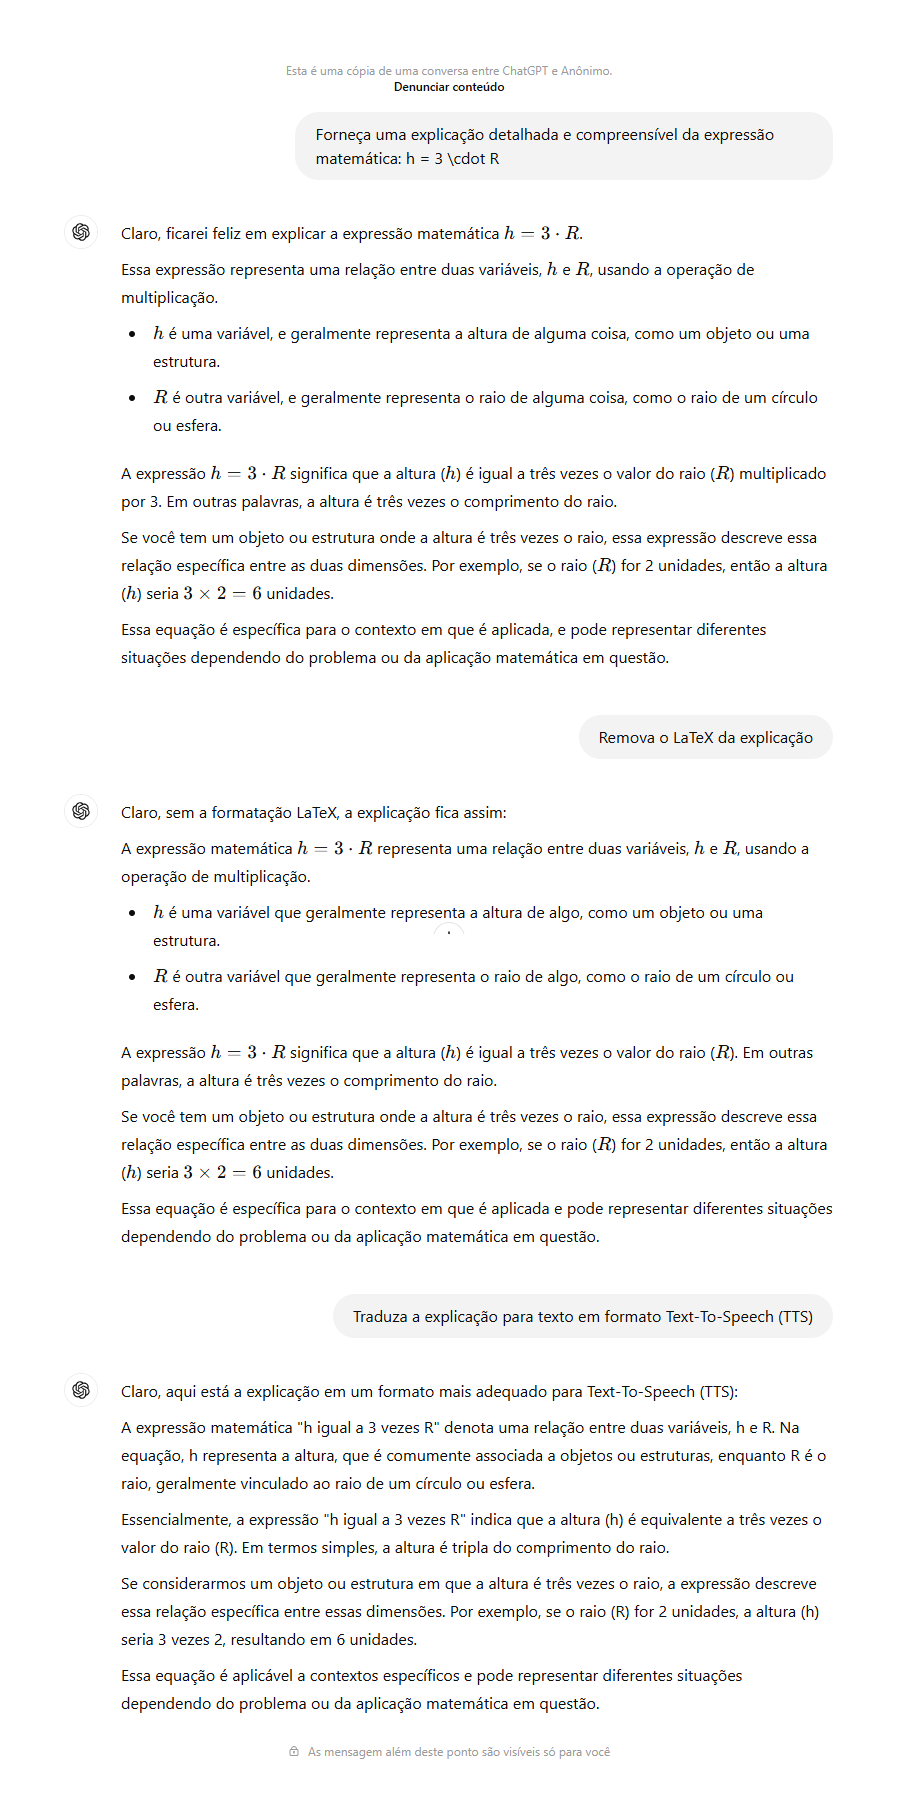 Esta é uma cópia de uma conversa entre ChatGPT e Anônimo.
Denunciar conteúdo
Forneça uma explicação detalhada e compreensível da expressão
matemática: h = 3 \cdot R
Claro, ficarei feliz em explicar a expressão matemática h = 3 · R.
Essa expressão representa uma relação entre duas variáveis, h e R, usando a operação de
multiplicação.
• h é uma variável, e geralmente representa a altura de alguma coisa, como um objeto ou uma
estrutura.
• R é outra variável, e geralmente representa o raio de alguma coisa, como o raio de um círculo
ou esfera.
A expressão h = 3 · R significa que a altura (h) é igual a três vezes o valor do raio (R) multiplicado
por 3. Em outras palavras, a altura é três vezes o comprimento do raio.
Se você tem um objeto ou estrutura onde a altura é três vezes o raio, essa expressão descreve essa
relação específica entre as duas dimensões. Por exemplo, se o raio (R) for 2 unidades, então a altura
(h) seria 3 × 2 = 6 unidades.
Essa equação é específica para o contexto em que é aplicada, e pode representar diferentes
situações dependendo do problema ou da aplicação matemática em questão.
Remova o LaTeX da explicação
Claro, sem a formatação LaTeX, a explicação fica assim:
A expressão matemática h = 3 · R representa uma relação entre duas variáveis, h e R, usando a
operação de multiplicação.
• h é uma variável que geralmente representa a altura de algo, como um objeto ou uma
estrutura.
• R é outra variável que geralmente representa o raio de algo, como o raio de um círculo ou
esfera.
A expressão h = 3 · R significa que a altura (h) é igual a três vezes o valor do raio (R). Em outras
palavras, a altura é três vezes o comprimento do raio.
Se você tem um objeto ou estrutura onde a altura é três vezes o raio, essa expressão descreve essa
relação específica entre as duas dimensões. Por exemplo, se o raio (R) for 2 unidades, então a altura
(h) seria 3 × 2 = 6 unidades.
Essa equação é específica para o contexto em que é aplicada e pode representar diferentes situações
dependendo do problema ou da aplicação matemática em questão.
Traduza a explicação para texto em formato Text-To-Speech (TTS)
Claro, aqui está a explicação em um formato mais adequado para Text-To-Speech (TTS):
A expressão matemática "h igual a 3 vezes R" denota uma relação entre duas variáveis, h e R. Na
equação, h representa a altura, que é comumente associada a objetos ou estruturas, enquanto R é o
raio, geralmente vinculado ao raio de um círculo ou esfera.
Essencialmente, a expressão "h igual a 3 vezes R" indica que a altura (h) é equivalente a três vezes o
valor do raio (R). Em termos simples, a altura é tripla do comprimento do raio.
Se considerarmos um objeto ou estrutura em que a altura é três vezes o raio, a expressão descreve
essa relação específica entre essas dimensões. Por exemplo, se o raio (R) for 2 unidades, a altura (h)
seria 3 vezes 2, resultando em 6 unidades.
Essa equação é aplicável a contextos específicos e pode representar diferentes situações
dependendo do problema ou da aplicação matemática em questão.
As mensagem além deste ponto são visíveis só para você